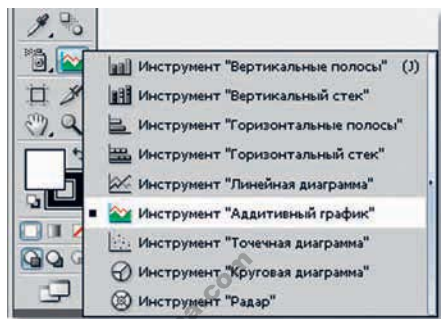 Инструмент "Вертикальные полосы" (J)
Инструмент "Вертикальный стек"
Инструмент "Горизонтальные полосы"
Инструмент "Горизонтальный стек"
Инструмент "Линейная диаграмма"
Инструмент "Аддитивный график"
Инструмент "Точечная диаграмма"
Инструмент "Круговая диаграмма"
Инструмент "Радар"